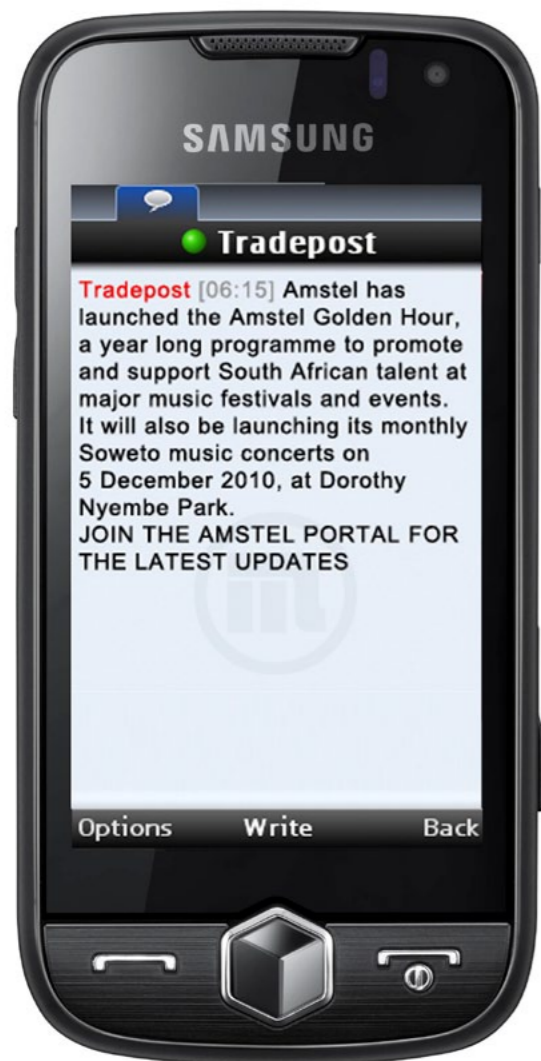 SAMSUNG
Tradepost
Tradepost [06:15] Amstel has
launched the Amstel Golden Hour,
a year long programme to promote
and support South African talent at
major music festivals and events.
It will also be launching its monthly
Soweto music concerts on
5 December 2010, at Dorothy
Nyembe Park.
JOIN THE AMSTEL PORTAL FOR
THE LATEST UPDATES
Options Write Back